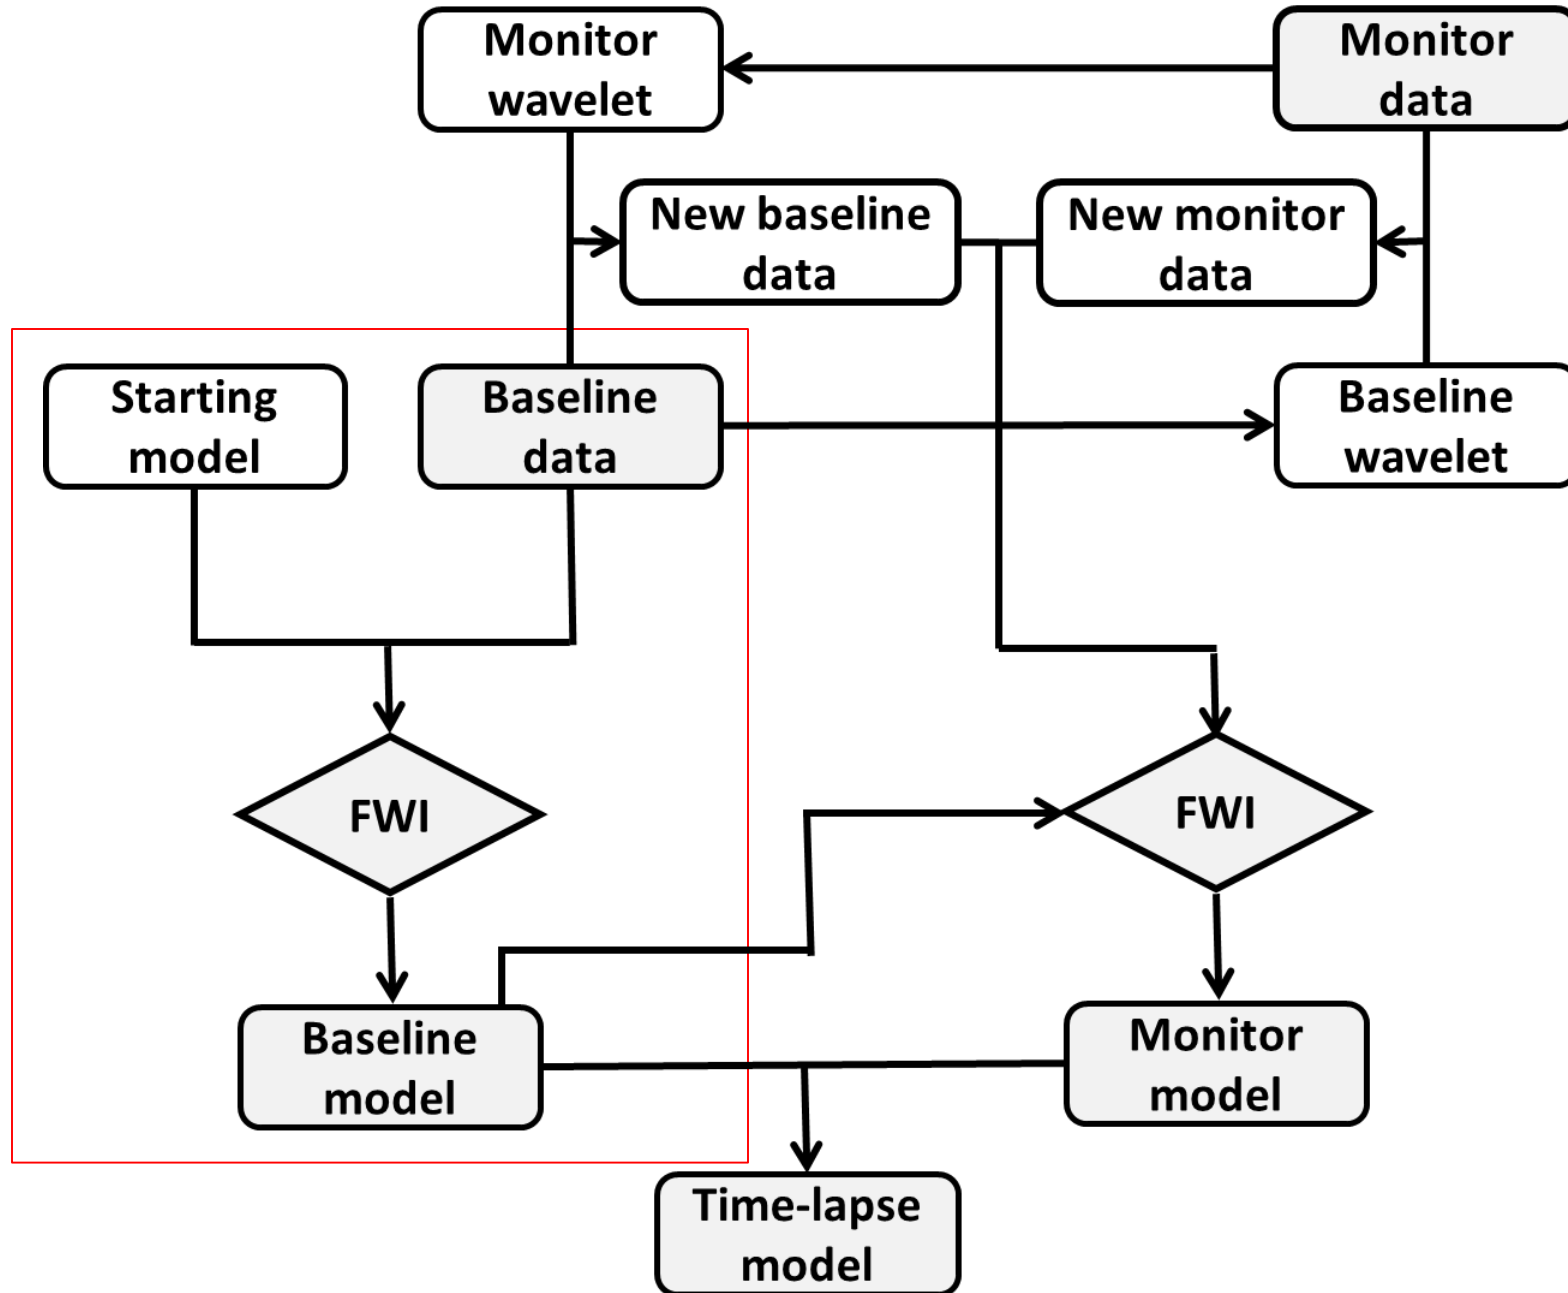 Monitor
wavelet
Monitor
data
New baseline
data
New monitor
data
Starting
model
Baseline
data
Baseline
wavelet
FWI
FWI
Baseline
model
Monitor
model
Time-lapse
model